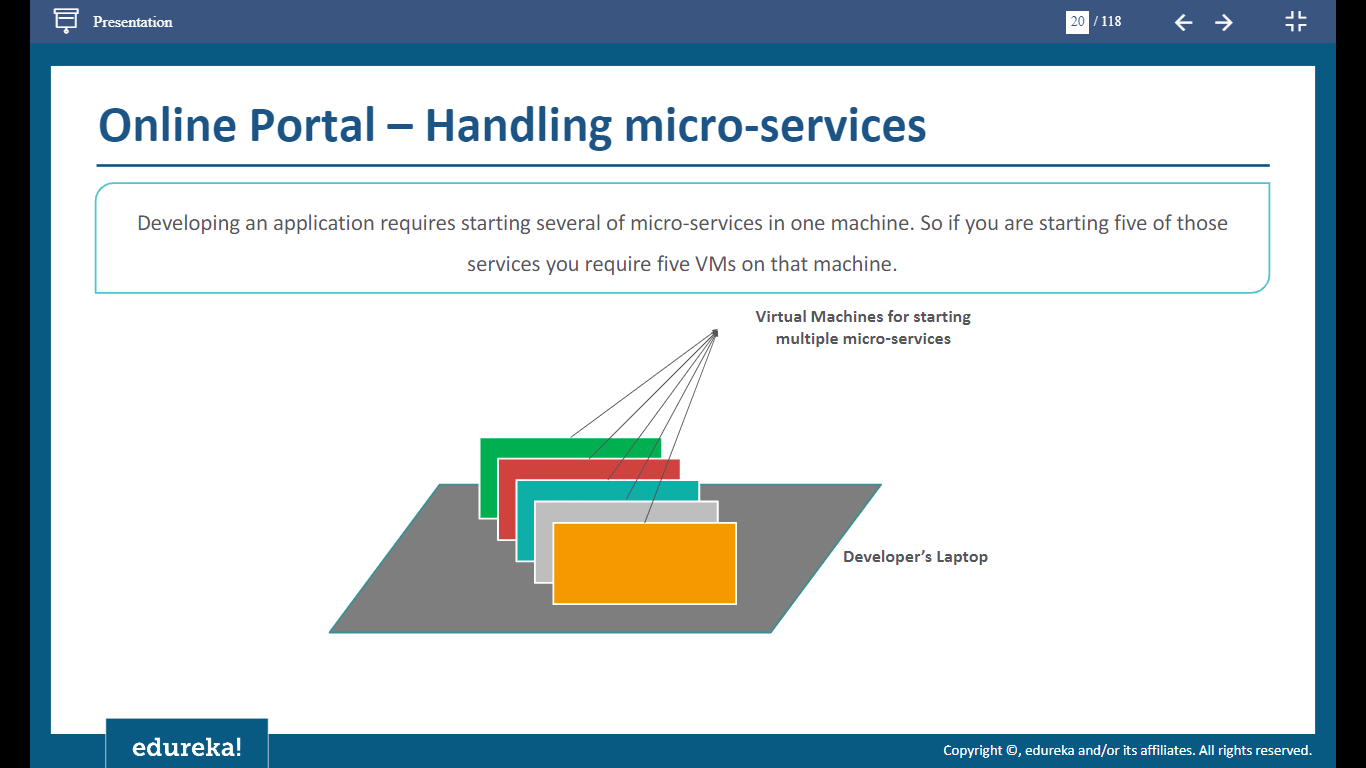 Presentation
20 / 118
Online Portal – Handling micro-services
Developing an application requires starting several of micro-services in one machine. So if you are starting five of those
services you require five VMs on that machine.
Virtual Machines for starting
multiple micro-services
Developer’s Laptop
edureka!
Copyright ©, edureka and/or its affiliates. All rights reserved.